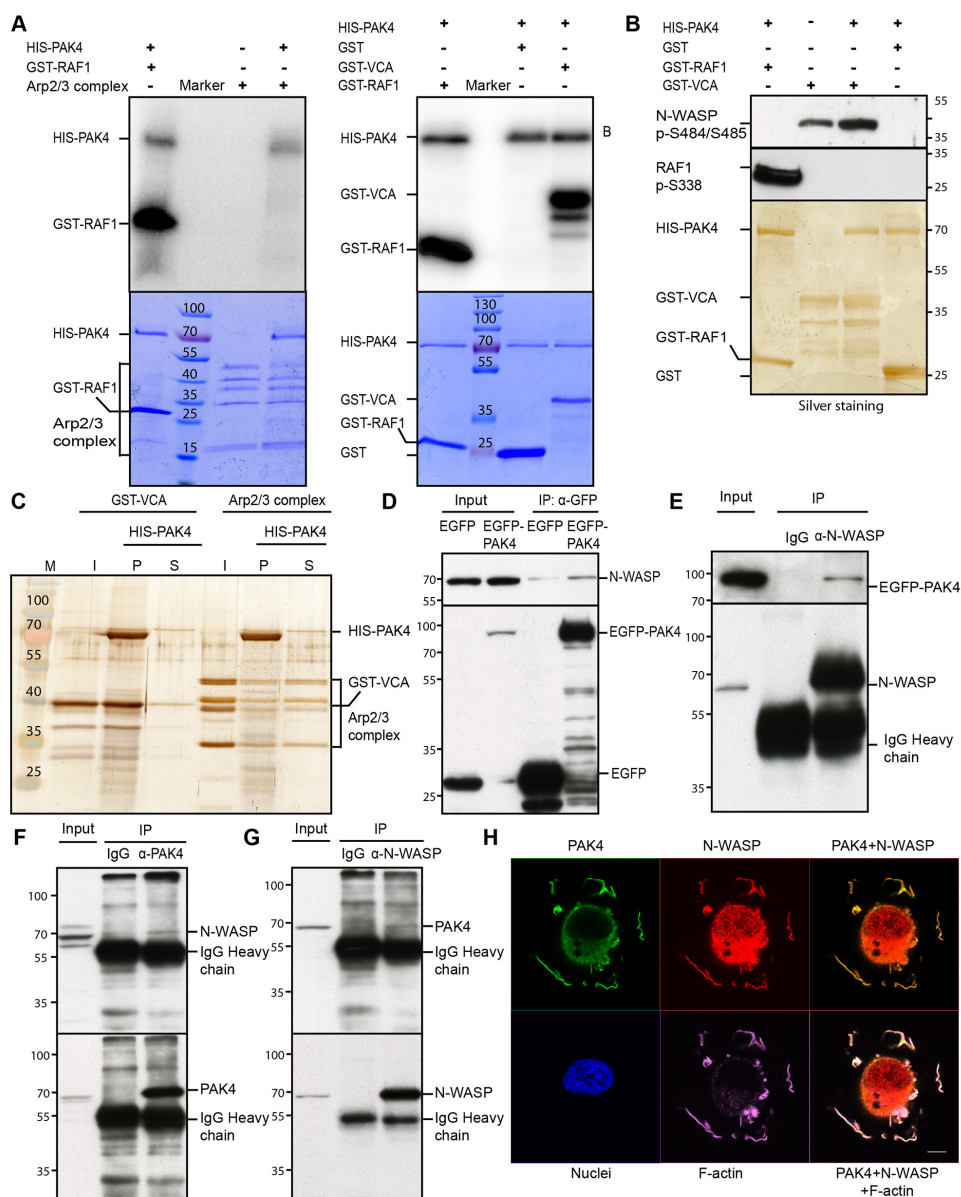 A
HIS-PAK4 + - +
GST-RAF1 + - -
Arp2/3 complex - Marker + +
HIS-PAK4
GST-RAF1
HIS-PAK4
GST-RAF1
Arp2/3
complex
100
70
55
40
35
25
15
HIS-PAK4 + + +
GST - + -
GST-VCA - - +
GST-RAF1 + Marker - -
HIS-PAK4
B
GST-VCA
GST-RAF1
HIS-PAK4
GST-VCA
GST-RAF1
GST
130
100
70
55
35
25
B
HIS-PAK4 + - + +
GST - - - +
GST-RAF1 + - - -
GST-VCA - + + -
N-WASP
p-S484/S485
55
35
RAF1
p-S338
35
25
HIS-PAK4
GST-VCA
GST-RAF1
GST
70
55
35
25
Silver staining
C
GST-VCA Arp2/3 complex
HIS-PAK4 HIS-PAK4
M I P S I P S
100
70
60
40
35
25
HIS-PAK4
GST-VCA
Arp2/3
complex
D
Input IP: α-GFP
EGFP EGFP-PAK4 EGFP EGFP-PAK4
70
55
N-WASP
100
70
55
35
25
EGFP-PAK4
EGFP
E
Input IP
IgG α-N-WASP
100
70
EGFP-PAK4
100
70
55
35
N-WASP
IgG Heavy
chain
F
Input IP
IgG α-PAK4
100
70
55
35
N-WASP
IgG Heavy
chain
100
70
55
35
PAK4
IgG Heavy
chain
G
Input IP
IgG α-N-WASP
100
70
55
35
PAK4
IgG Heavy
chain
100
70
55
35
N-WASP
IgG Heavy
chain
H
PAK4 N-WASP PAK4+N-WASP
Nuclei F-actin PAK4+N-WASP
+F-actin